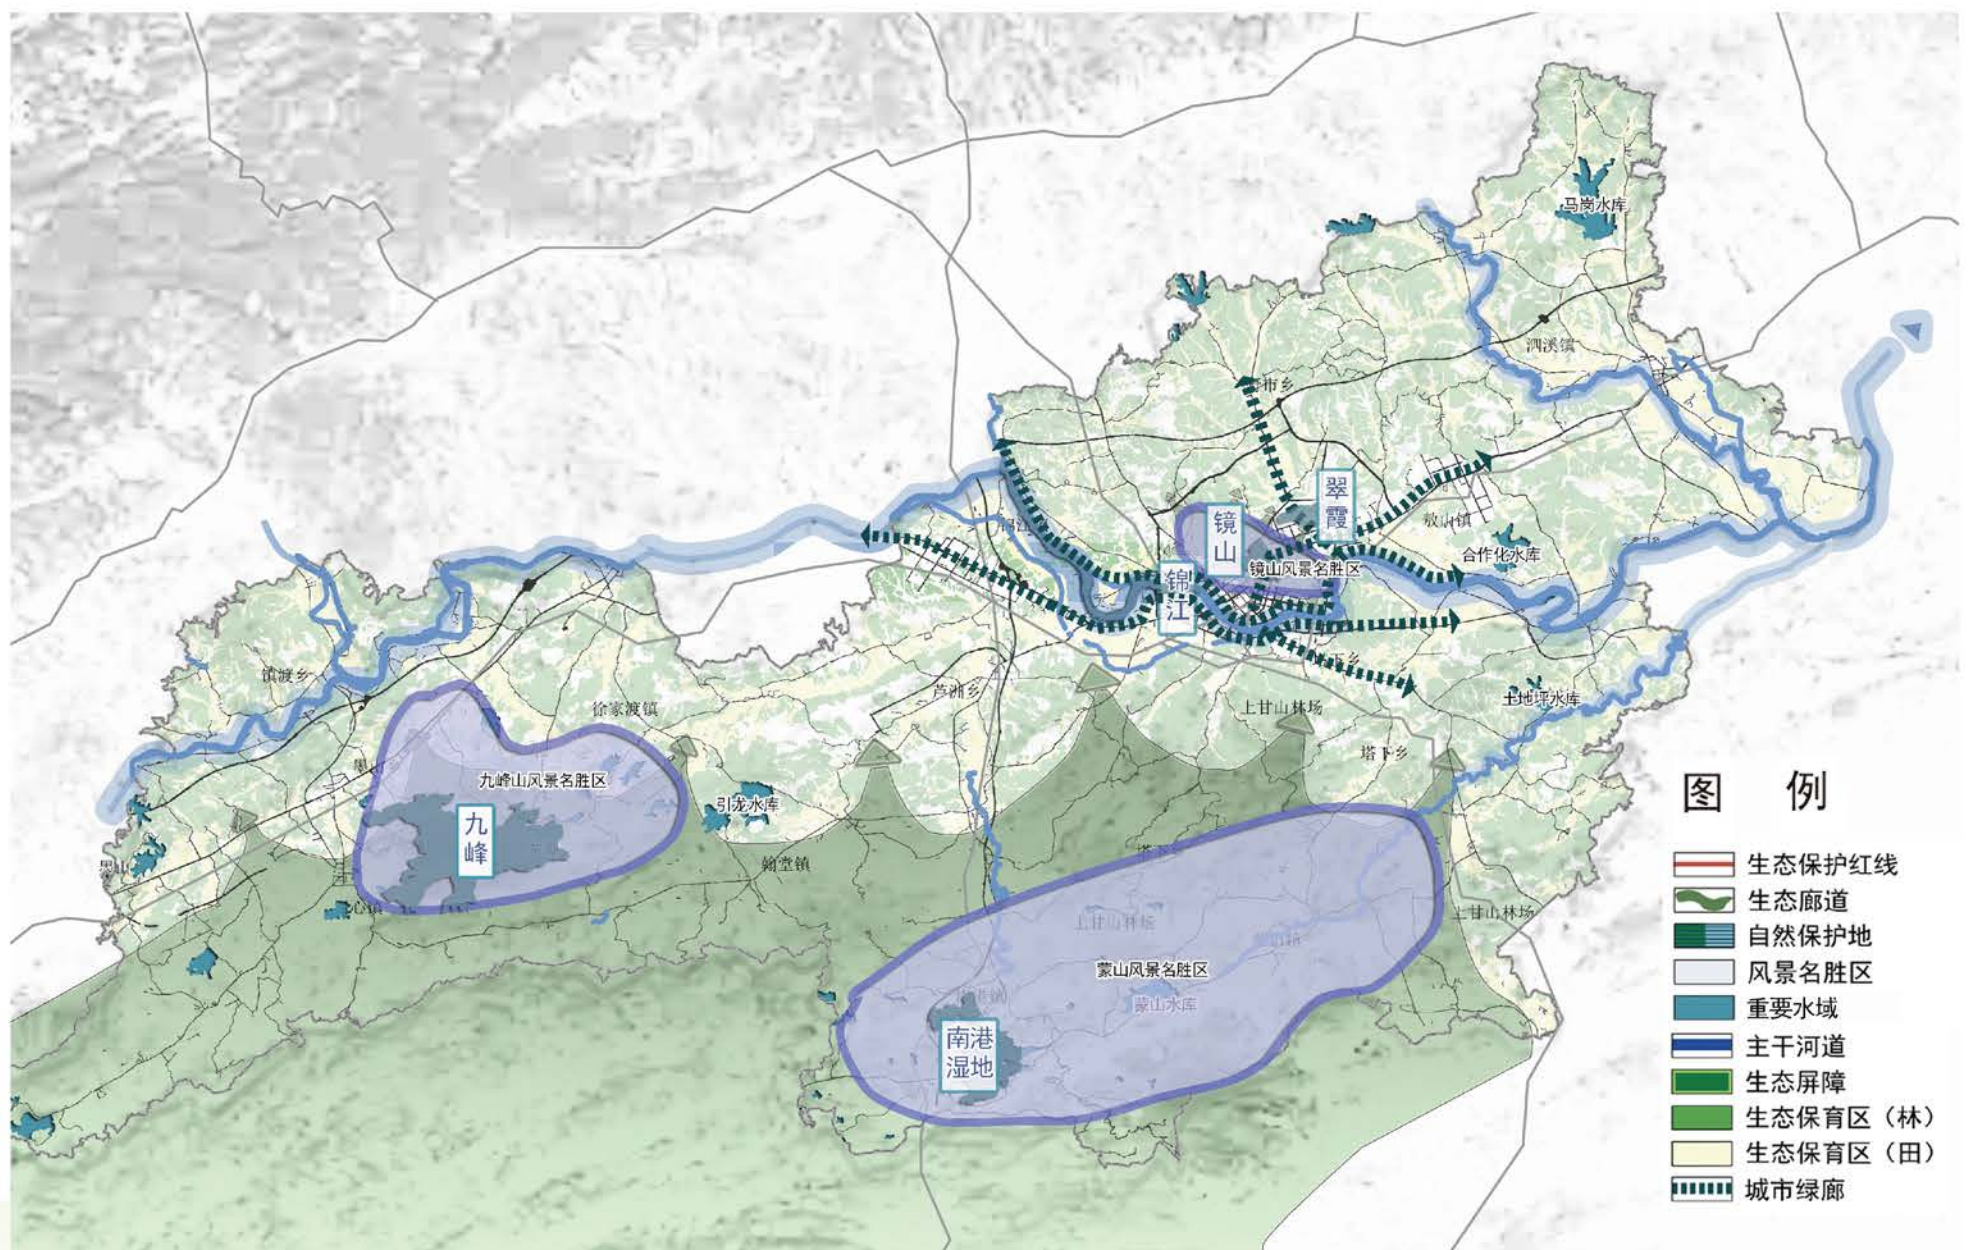 马岗水库
泗溪镇
市乡
翠霞
敖山镇
镜山
合作化水库
镜山风景名胜区
锦江
镇渡乡
芦洲乡
徐家渡镇
上甘山林场
土地坪水库
塔下乡
九峰山风景名胜区
引龙水库
九峰
翰堂镇
心镇
上甘山林场
上甘山林场
蒙山风景名胜区
蒙山水库
南港
湿地
图 例
生态保护红线
生态廊道
自然保护地
风景名胜区
重要水域
主干河道
生态屏障
生态保育区（林）
生态保育区（田）
城市绿廊